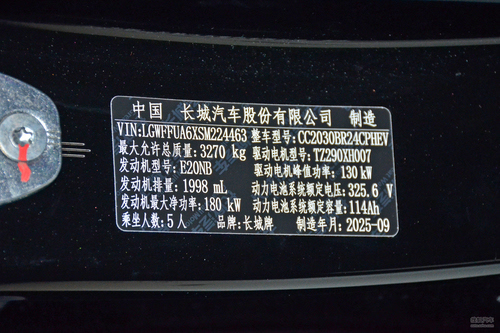 中国 长城汽车股份有限公司 制造
VIN:LGWFFUA6XSM224463 整车型号:CC2030BR24CPHEV
最大允许总质量: 3270 kg 驱动电机型号: TZ290XH007
发动机型号: E20NB 驱动电机峰值功率: 130 kW
发动机排量: 1998 mL 动力电池系统额定电压: 325.6 V
发动机最大净功率: 180 kW 动力电池系统额定容量: 114Ah
乘坐人数: 5人 品牌: 长城牌 制造年月: 2025-09